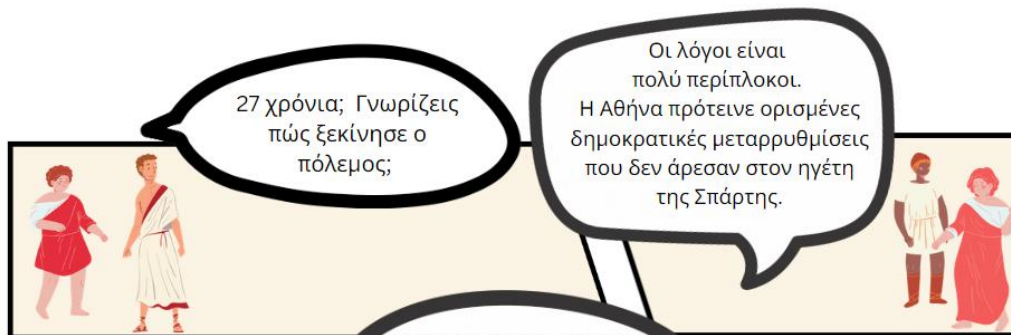 27 χρόνια; Γνωρίζεις
πώς ξεκίνησε ο
πόλεμος;
Οι λόγοι είναι
πολύ περίπλοκοι.
Η Αθήνα πρότεινε ορισμένες
δημοκρατικές μεταρρυθμίσεις
που δεν άρεσαν στον ηγέτη
της Σπάρτης.